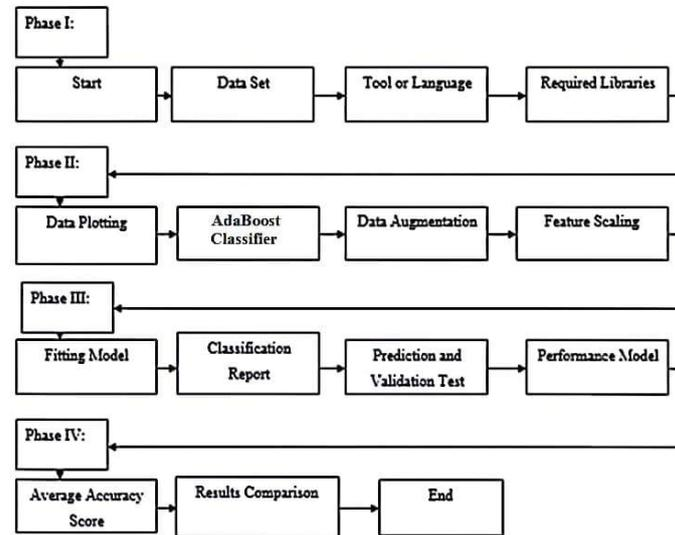 Phase I:
Start
Data Set
Tool or Language
Required Libraries
Phase II:
Data Plotting
AdaBoost
Classifier
Data Augmentation
Feature Scaling
Phase III:
Fitting Model
Classification
Report
Prediction and
Validation Test
Performance Model
Phase IV:
Average Accuracy
Score
Results Comparison
End